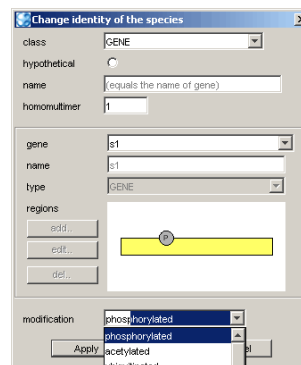 Change identity of the species
class GENE
hypothetical
name (equals the name of gene)
homomultimer 1
gene s1
name s1
type GENE
regions
add..
P
edit..
del..
modification phosphorylated
phosphorylated
Apply
acetylated